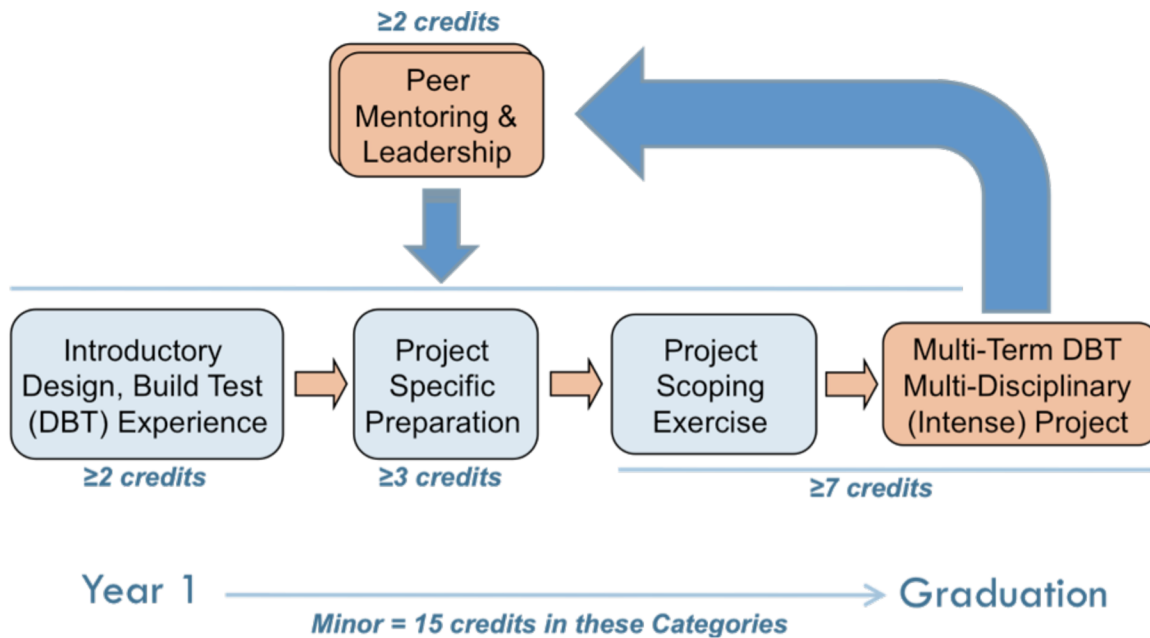 ≥2 credits
Peer
Mentoring &
Leadership
Introductory
Design, Build Test
(DBT) Experience
≥2 credits
Project
Specific
Preparation
≥3 credits
Project
Scoping
Exercise
Multi-Term DBT
Multi-Disciplinary
(Intense) Project
≥7 credits
Year 1
Graduation
Minor = 15 credits in these Categories